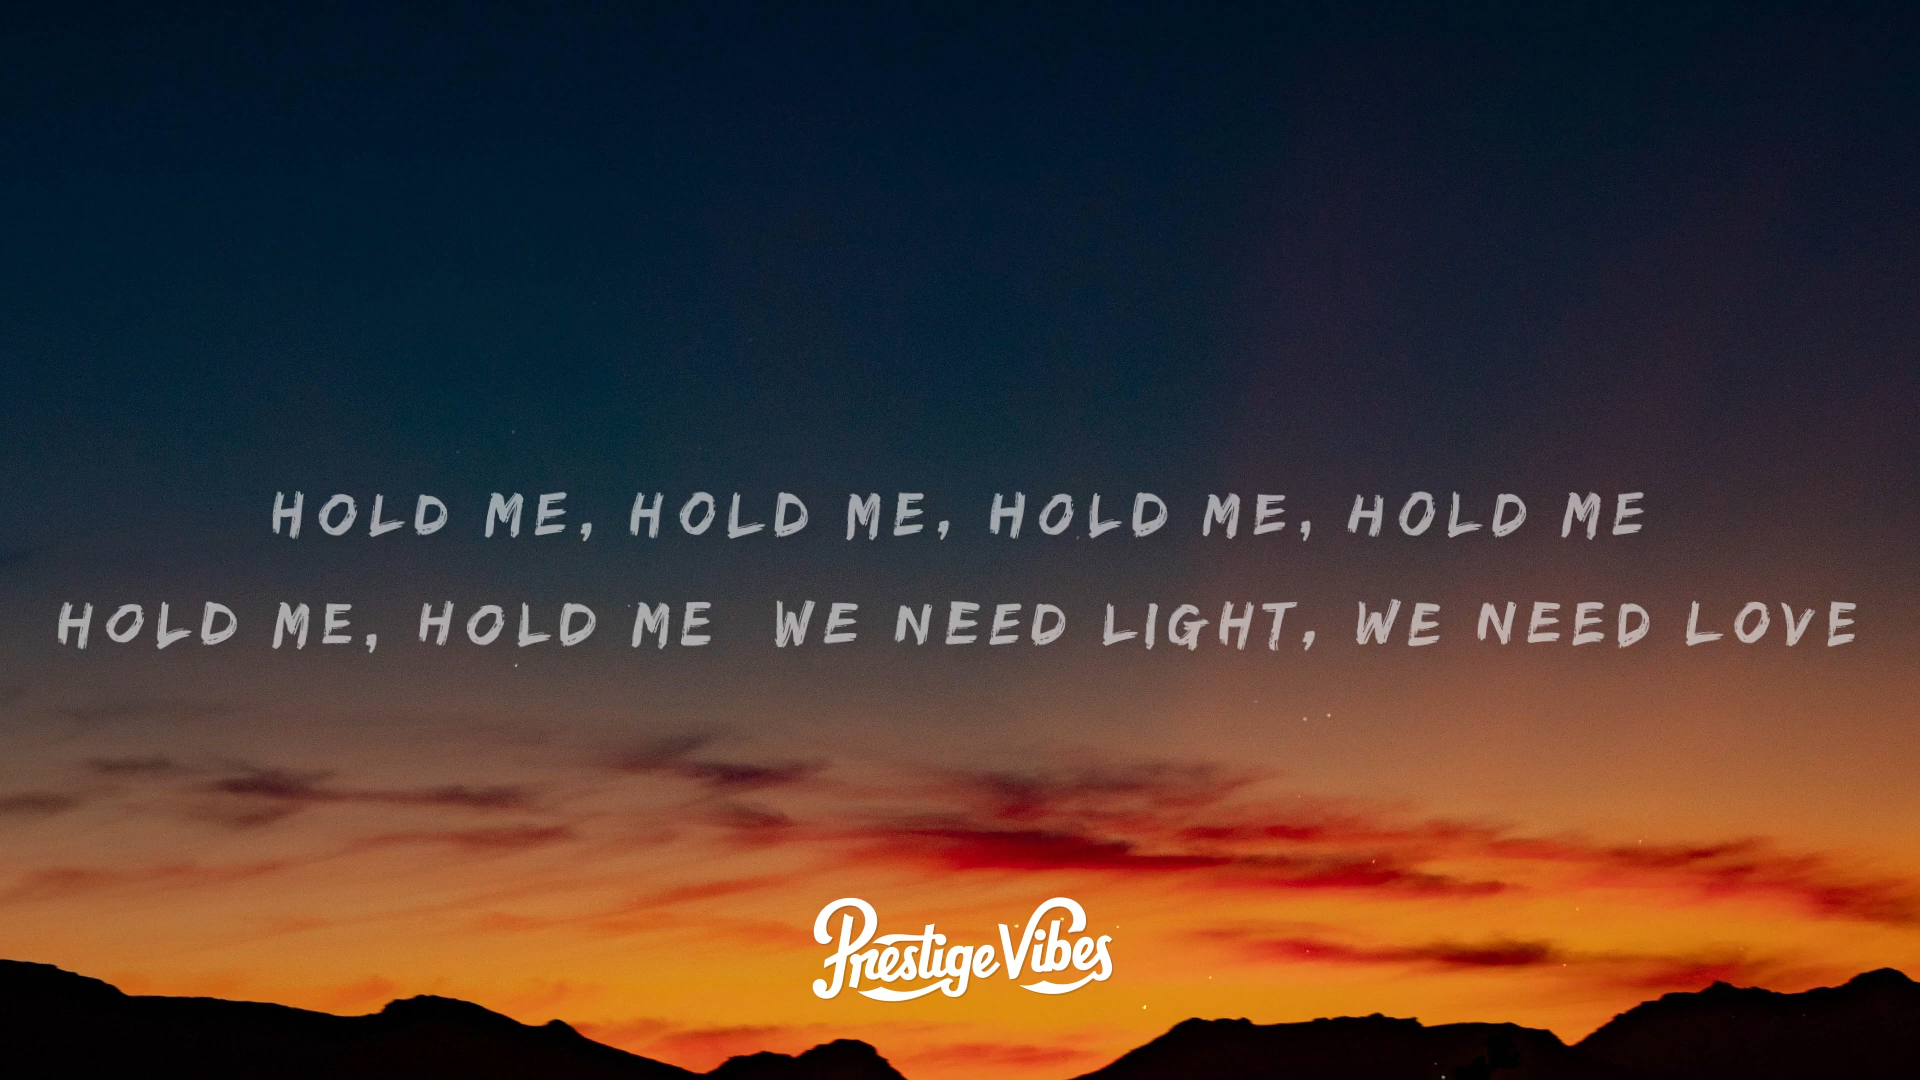 HOLD ME, HOLD ME, HOLD ME, HOLD ME
HOLD ME, HOLD ME WE NEED LIGHT, WE NEED LOVE
Prestige Vibes